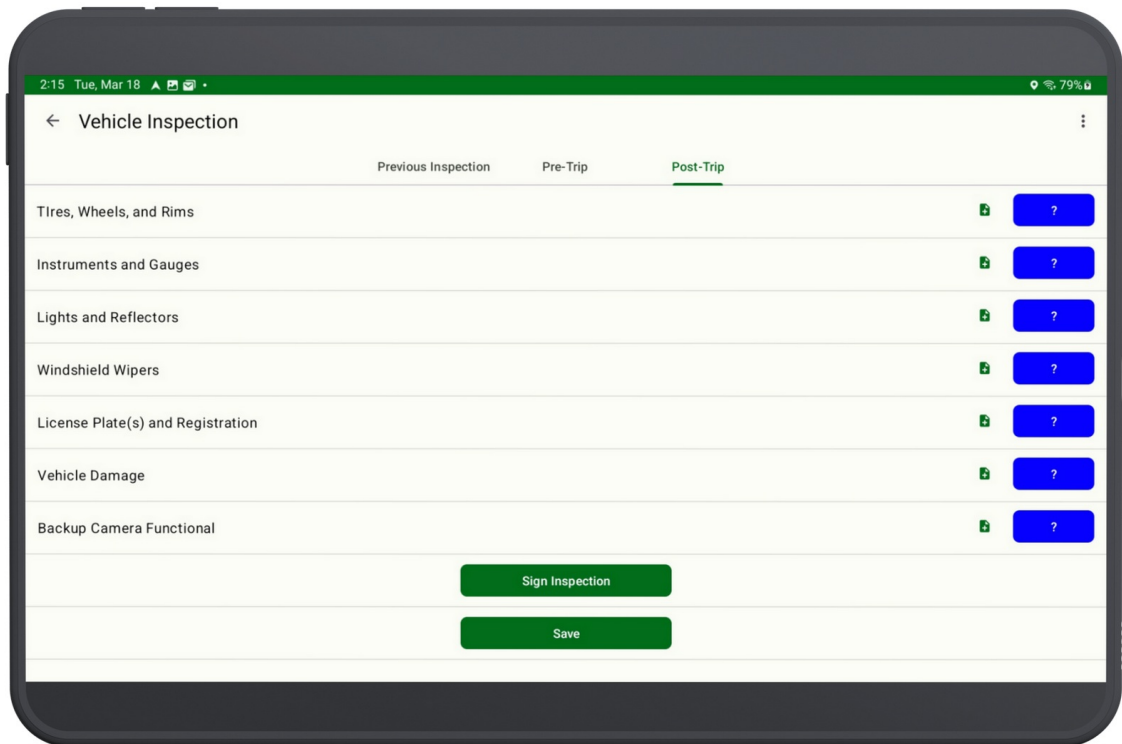 2:15 Tue, Mar 18 79%
Vehicle Inspection
Previous Inspection Pre-Trip Post-Trip
TIres, Wheels, and Rims ?
Instruments and Gauges ?
Lights and Reflectors ?
Windshield Wipers ?
License Plate(s) and Registration ?
Vehicle Damage ?
Backup Camera Functional ?
Sign Inspection
Save